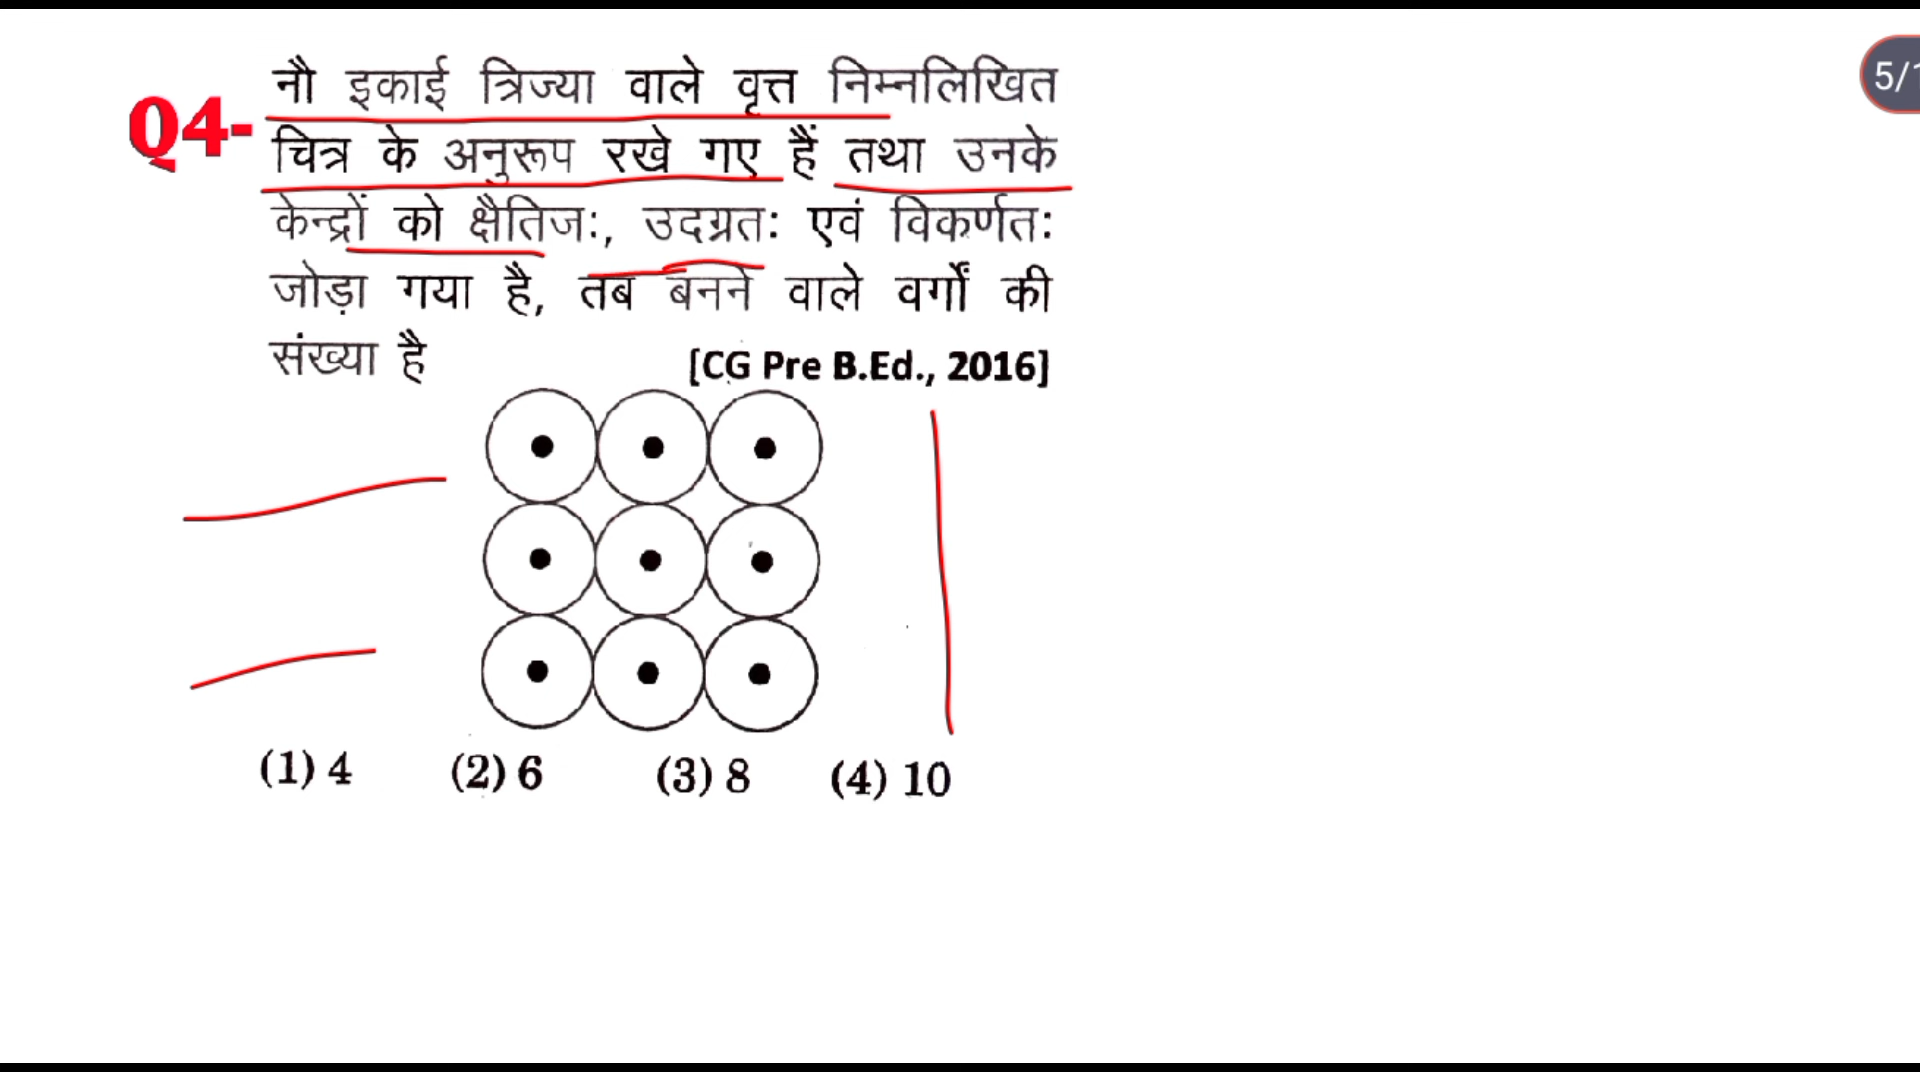 5/1
Q4-
नौ इकाई त्रिज्या वाले वृत्त निम्नलिखित
चित्र के अनुरूप रखे गए हैं तथा उनके
केन्द्रों को क्षैतिजः, उदग्रतः एवं विकर्णतः
जोड़ा गया है, तब बनने वाले वर्गों की
संख्या है [CG Pre B.Ed., 2016]
(1) 4 (2) 6 (3) 8 (4) 10